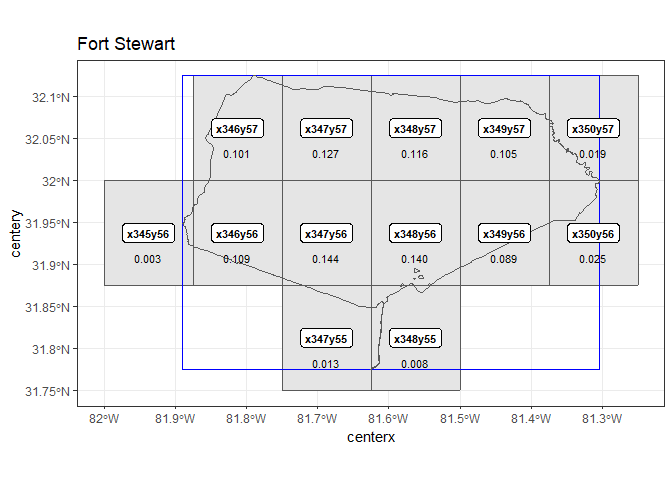 Fort Stewart
32.1°N
x346y57 x347y57 x348y57 x349y57 x350y57
32.05°N
0.101 0.127 0.116 0.105 0.019
32°N
31.95°N
x345y56 x346y56 x347y56 x348y56 x349y56 x350y56
centery
31.9°N
0.003 0.109 0.144 0.140 0.089 0.025
31.85°N
x347y55 x348y55
31.8°N
0.013 0.008
31.75°N
82°W 81.9°W 81.8°W 81.7°W 81.6°W 81.5°W 81.4°W 81.3°W
centerx